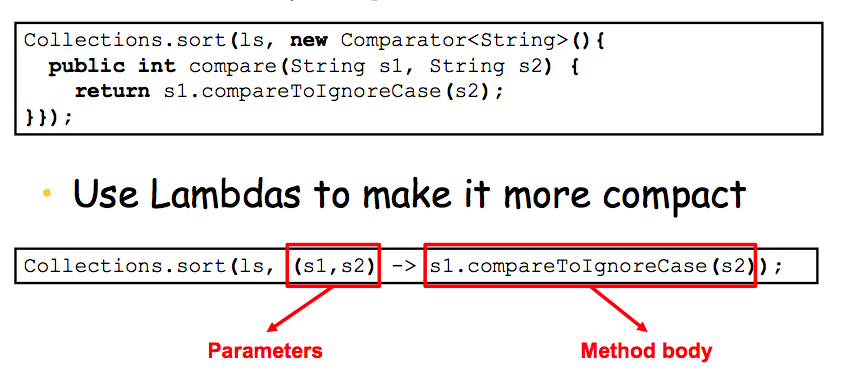 Collections.sort(ls, new Comparator<String>(){
public int compare(String s1, String s2) {
return s1.compareToIgnoreCase(s2);
}});
• Use Lambdas to make it more compact
Collections.sort(ls, (s1,s2) -> s1.compareToIgnoreCase(s2));
Parameters Method body